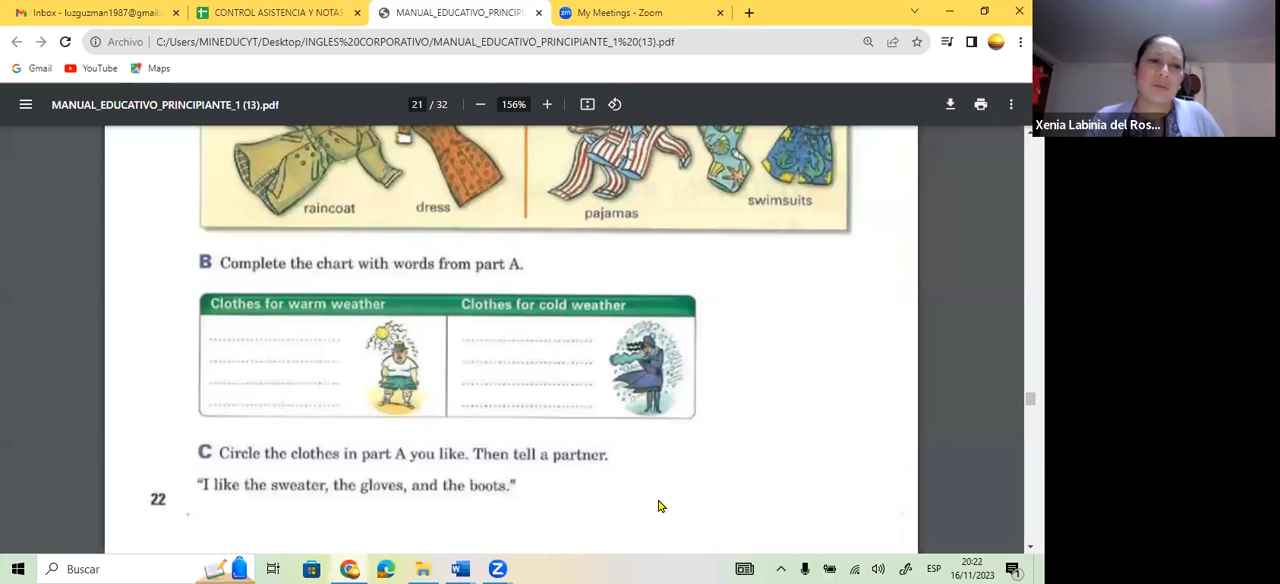 Inbox - luzguzman1987@gmail.
CONTROL ASISTENCIA Y NOTAS
MANUAL_EDUCATIVO_PRINCIPI
My Meetings - Zoom
Archivo
C:/Users/MINEDUCYT/Desktop/INGLES%20CORPORATIVO/MANUAL_EDUCATIVO_PRINCIPIANTE_1%20(13).pdf
Gmail
YouTube
Maps
MANUAL_EDUCATIVO_PRINCIPIANTE_1 (13).pdf
21 / 32
156%
Xenia Labinia del Ros...
raincoat
dress
pajamas
swimsuits
B Complete the chart with words from part A.
Clothes for warm weather
Clothes for cold weather
C Circle the clothes in part A you like. Then tell a partner.
"I like the sweater, the gloves, and the boots."
22
Buscar
ESP
20:22
16/11/2023
1